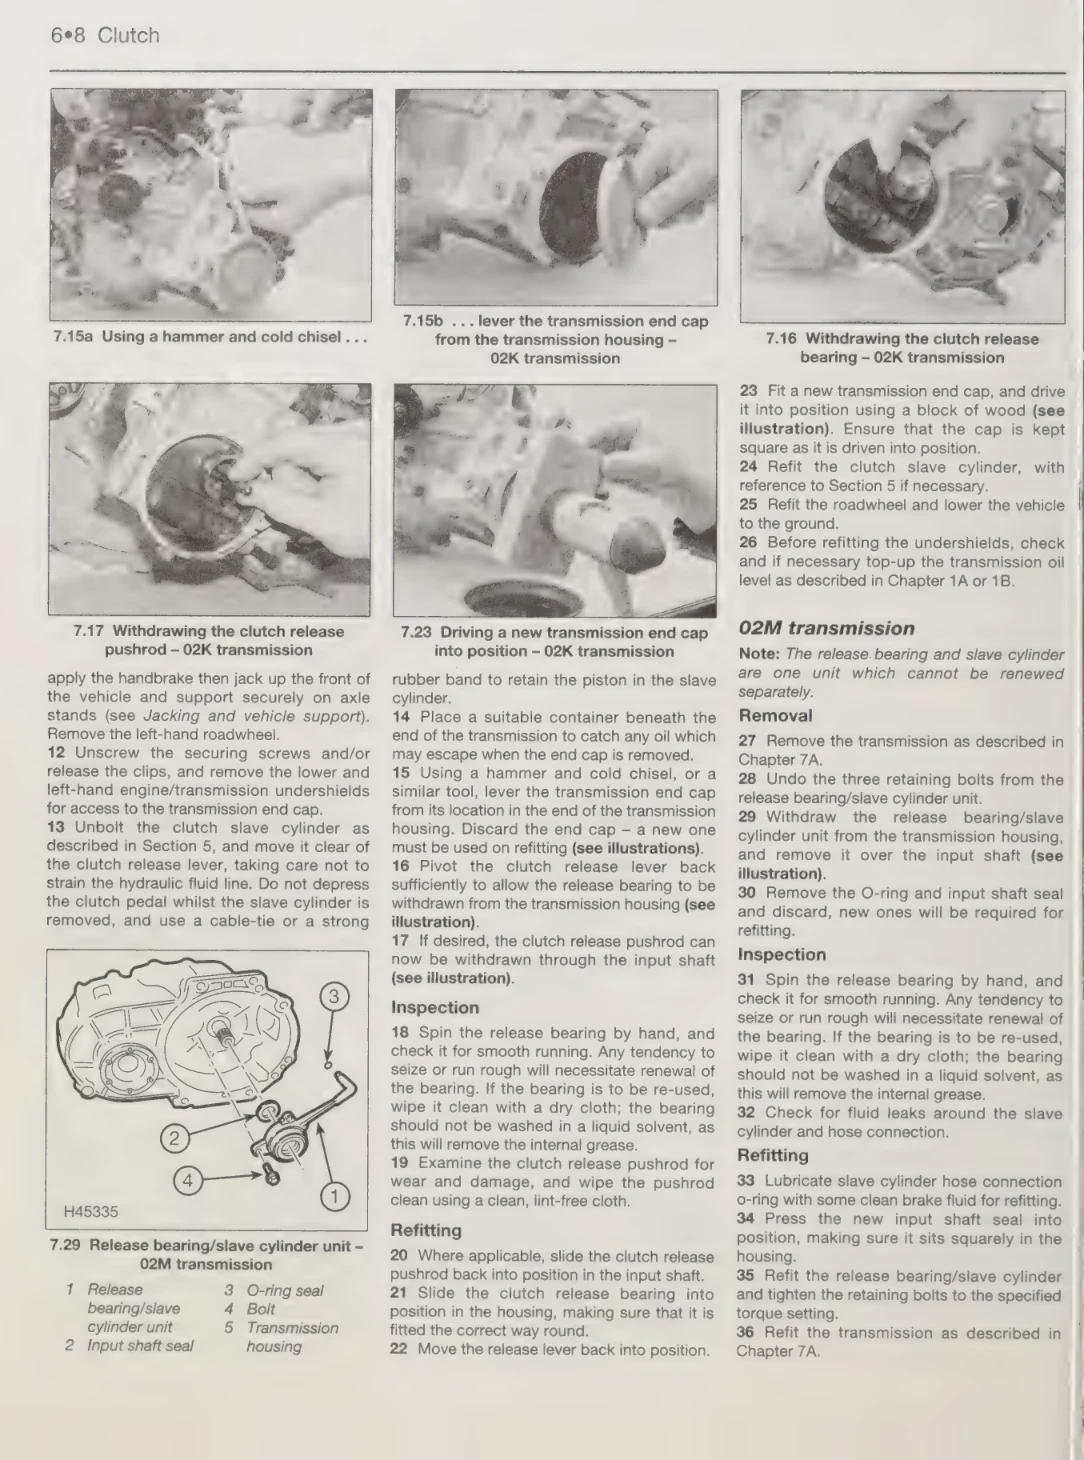 6•8 Clutch
7.15a Using a hammer and cold chisel . . .
7.15b . . . lever the transmission end cap
from the transmission housing –
02K transmission
7.16 Withdrawing the clutch release
bearing – 02K transmission
7.17 Withdrawing the clutch release
pushrod – 02K transmission
7.23 Driving a new transmission end cap
into position – 02K transmission
apply the handbrake then jack up the front of
the vehicle and support securely on axle
stands (see Jacking and vehicle support).
Remove the left-hand roadwheel.
12 Unscrew the securing screws and/or
release the clips, and remove the lower and
left-hand engine/transmission undershields
for access to the transmission end cap.
13 Unbolt the clutch slave cylinder as
described in Section 5, and move it clear of
the clutch release lever, taking care not to
strain the hydraulic fluid line. Do not depress
the clutch pedal whilst the slave cylinder is
removed, and use a cable-tie or a strong
3
2
4
1
H45335
7.29 Release bearing/slave cylinder unit –
02M transmission
1 Release
bearing/slave
cylinder unit
2 Input shaft seal
3 O-ring seal
4 Bolt
5 Transmission
housing
rubber band to retain the piston in the slave
cylinder.
14 Place a suitable container beneath the
end of the transmission to catch any oil which
may escape when the end cap is removed.
15 Using a hammer and cold chisel, or a
similar tool, lever the transmission end cap
from its location in the end of the transmission
housing. Discard the end cap – a new one
must be used on refitting (see illustrations).
16 Pivot the clutch release lever back
sufficiently to allow the release bearing to be
withdrawn from the transmission housing (see
illustration).
17 If desired, the clutch release pushrod can
now be withdrawn through the input shaft
(see illustration).
Inspection
18 Spin the release bearing by hand, and
check it for smooth running. Any tendency to
seize or run rough will necessitate renewal of
the bearing. If the bearing is to be re-used,
wipe it clean with a dry cloth; the bearing
should not be washed in a liquid solvent, as
this will remove the internal grease.
19 Examine the clutch release pushrod for
wear and damage, and wipe the pushrod
clean using a clean, lint-free cloth.
Refitting
20 Where applicable, slide the clutch release
pushrod back into position in the input shaft.
21 Slide the clutch release bearing into
position in the housing, making sure that it is
fitted the correct way round.
22 Move the release lever back into position.
23 Fit a new transmission end cap, and drive
it into position using a block of wood (see
illustration). Ensure that the cap is kept
square as it is driven into position.
24 Refit the clutch slave cylinder, with
reference to Section 5 if necessary.
25 Refit the roadwheel and lower the vehicle
to the ground.
26 Before refitting the undershields, check
and if necessary top-up the transmission oil
level as described in Chapter 1A or 1B.
02M transmission
Note: The release bearing and slave cylinder
are one unit which cannot be renewed
separately.
Removal
27 Remove the transmission as described in
Chapter 7A.
28 Undo the three retaining bolts from the
release bearing/slave cylinder unit.
29 Withdraw the release bearing/slave
cylinder unit from the transmission housing,
and remove it over the input shaft (see
illustration).
30 Remove the O-ring and input shaft seal
and discard, new ones will be required for
refitting.
Inspection
31 Spin the release bearing by hand, and
check it for smooth running. Any tendency to
seize or run rough will necessitate renewal of
the bearing. If the bearing is to be re-used,
wipe it clean with a dry cloth; the bearing
should not be washed in a liquid solvent, as
this will remove the internal grease.
32 Check for fluid leaks around the slave
cylinder and hose connection.
Refitting
33 Lubricate slave cylinder hose connection
o-ring with some clean brake fluid for refitting.
34 Press the new input shaft seal into
position, making sure it sits squarely in the
housing.
35 Refit the release bearing/slave cylinder
and tighten the retaining bolts to the specified
torque setting.
36 Refit the transmission as described in
Chapter 7A.